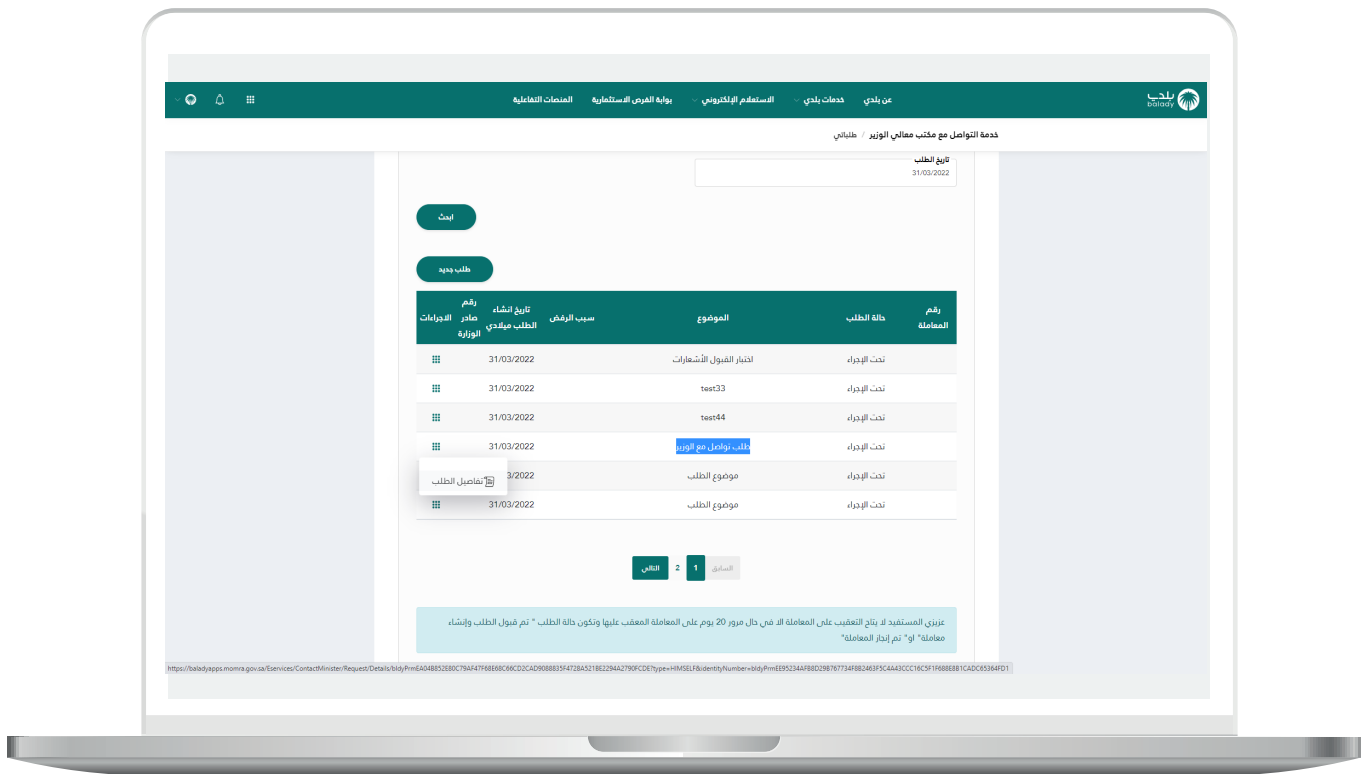 بلدي
balady
عن بلدي
خدمات بلدي
الاستعلام الإلكتروني
بوابة الفرص الاستثمارية
المنصات التفاعلية
خدمة التواصل مع مكتب معالي الوزير / طلباتي
تاريخ الطلب
31/03/2022
ابحث
طلب جديد
رقم المعاملة حالة الطلب الموضوع سبب الرفض تاريخ انشاء الطلب ميلادي رقم صادر الوزارة الاجراءات
تحت الإجراء اختبار القبول الأشعارات 31/03/2022
تحت الإجراء test33 31/03/2022
تحت الإجراء test44 31/03/2022
تحت الإجراء طلب تواصل مع الوزير 31/03/2022
تحت الإجراء موضوع الطلب 3/2022
تفاصيل الطلب
تحت الإجراء موضوع الطلب 31/03/2022
السابق 1 2 التالي
عزيزي المستفيد لا يتاح التعقيب على المعاملة الا في حال مرور 20 يوم على المعاملة المعقب عليها وتكون حالة الطلب " تم قبول الطلب وإنشاء
معاملة" او" تم إنجاز المعاملة"